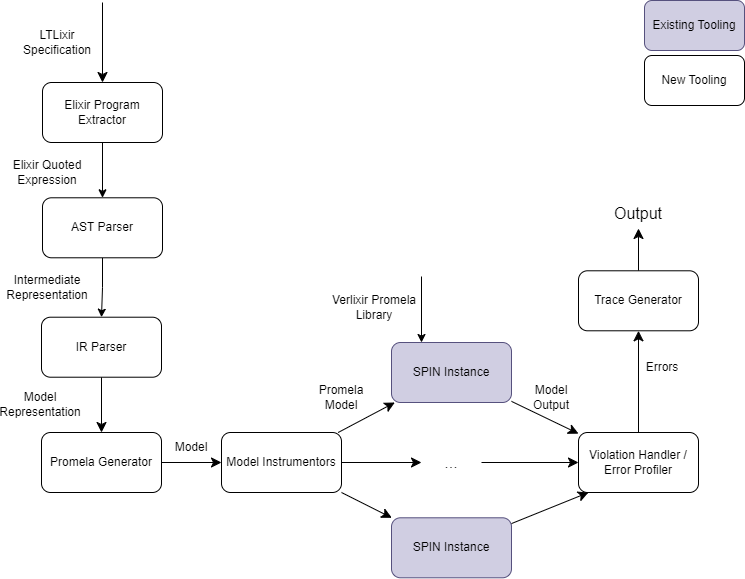 LTLixir
Specification
Existing Tooling
New Tooling
Elixir Program
Extractor
Elixir Quoted
Expression
AST Parser
Intermediate
Representation
IR Parser
Model
Representation
Promela Generator
Model
Model Instrumentors
Promela
Model
Verlixir Promela
Library
SPIN Instance
...
SPIN Instance
Model
Output
Violation Handler /
Error Profiler
Errors
Trace Generator
Output